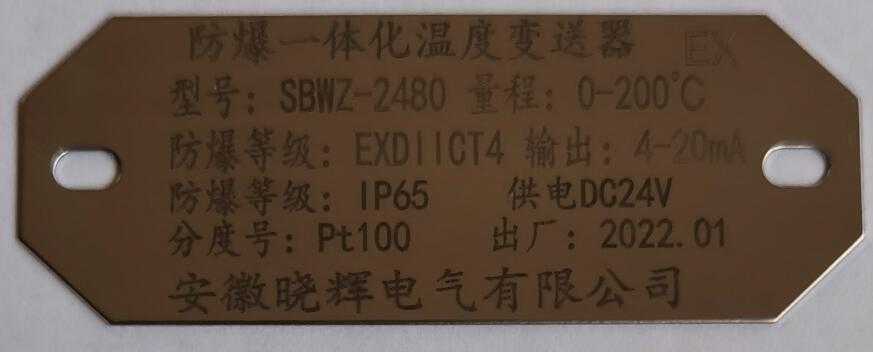 防爆一体化温度变送器 EX
型号：SBWZ-2480 量程：0-200℃
防爆等级：EXDIICT4 输出：4-20mA
防爆等级：IP65 供电DC24V
分度号：Pt100 出厂：2022.01
安徽晓辉电气有限公司